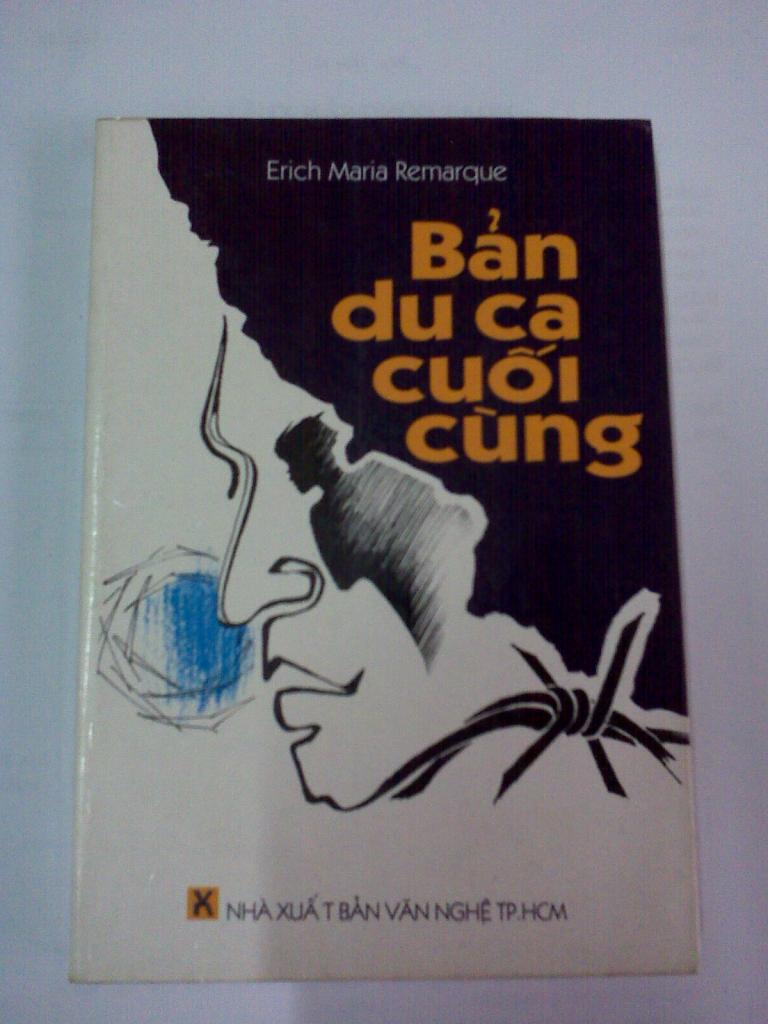 Erich Maria Remarque
Bản
du ca
cuối
cùng
X NHÀ XUẤT BẢN VĂN NGHỆ TP.HCM